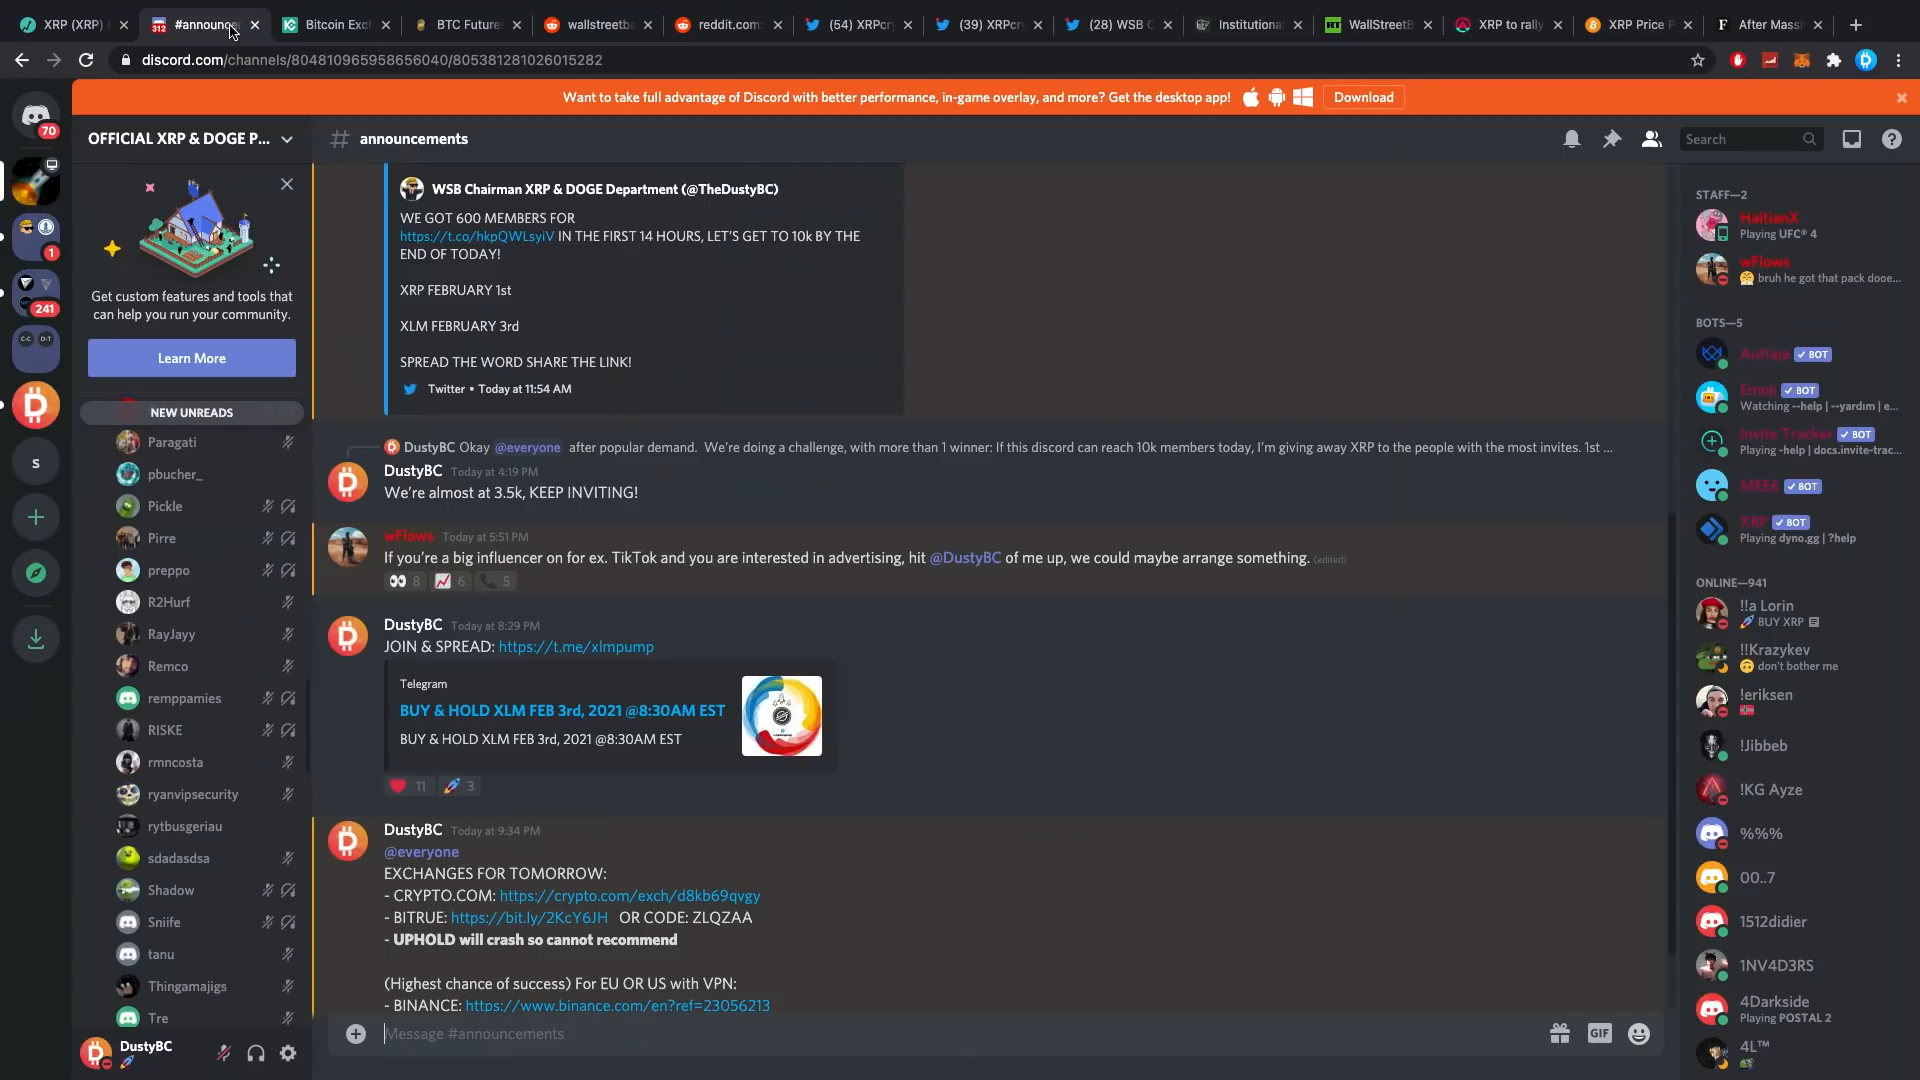 XRP (XRP)
312
#announce
Bitcoin Exc
BTC Future
wallstreetb
reddit.com:
(54) XRPcry
(39) XRPcr
(28) WSB C
Institutiona
WallStreetB
XRP to rally
XRP Price P
After Mass
discord.com/channels/804810965958656040/805381281026015282
Want to take full advantage of Discord with better performance, in-game overlay, and more? Get the desktop app!
Download
70
1
241
C-C D-T
S
OFFICIAL XRP & DOGE P...
Get custom features and tools that
can help you run your community.
Learn More
NEW UNREADS
Paragati
pbucher_
Pickle
Pirre
preppo
R2Hurf
RayJayy
Remco
remppamies
RISKE
rmncosta
ryanvipsecurity
rytbusgeriau
sdadasdsa
Shadow
Sniife
tanu
Thingamajigs
Tre
DustyBC
# announcements
Search
WSB Chairman XRP & DOGE Department (@TheDustyBC)
WE GOT 600 MEMBERS FOR
https://t.co/hkpQWLsyiV IN THE FIRST 14 HOURS, LET'S GET TO 10k BY THE
END OF TODAY!
XRP FEBRUARY 1st
XLM FEBRUARY 3rd
SPREAD THE WORD SHARE THE LINK!
Twitter • Today at 11:54 AM
DustyBC Okay @everyone after popular demand. We're doing a challenge, with more than 1 winner: If this discord can reach 10k members today, I'm giving away XRP to the people with the most invites. 1st ...
DustyBC Today at 4:19 PM
We're almost at 3.5k, KEEP INVITING!
wFlows Today at 5:51 PM
If you're a big influencer on for ex. TikTok and you are interested in advertising, hit @DustyBC of me up, we could maybe arrange something. (edited)
8 6 5
DustyBC Today at 8:29 PM
JOIN & SPREAD: https://t.me/xlmpump
Telegram
BUY & HOLD XLM FEB 3rd, 2021 @8:30AM EST
BUY & HOLD XLM FEB 3rd, 2021 @8:30AM EST
11 3
DustyBC Today at 9:34 PM
@everyone
EXCHANGES FOR TOMORROW:
- CRYPTO.COM: https://crypto.com/exch/d8kb69qvgy
- BITRUE: https://bit.ly/2KcY6JH OR CODE: ZLQZAA
- UPHOLD will crash so cannot recommend
(Highest chance of success) For EU OR US with VPN:
- BINANCE: https://www.binance.com/en?ref=23056213
Message #announcements
GIF
STAFF—2
HaitianX
Playing UFC® 4
wFlows
bruh he got that pack dooe...
BOTS—5
Auttaja ✓ BOT
Emoji ✓ BOT
Watching --help | --yardım | e...
Invite Tracker ✓ BOT
Playing -help | docs.invite-trac...
MEE6 ✓ BOT
XRP ✓ BOT
Playing dyno.gg | ?help
ONLINE—941
!!a Lorin
BUY XRP
!!Krazykev
don't bother me
!eriksen
!Jibbeb
!KG Ayze
%%%
00..7
1512didier
1NV4D3RS
4Darkside
Playing POSTAL 2
4L™